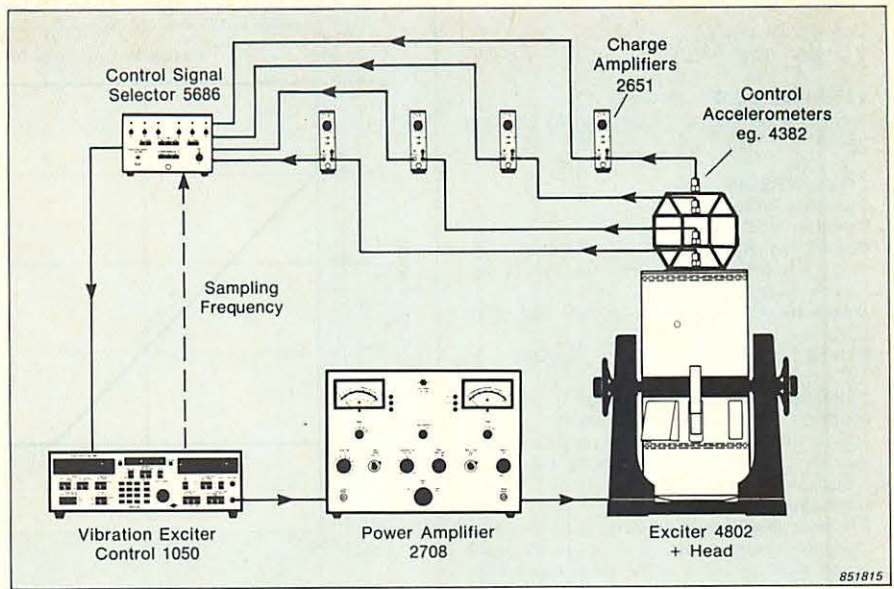 Control Signal
Selector 5686
Charge
Amplifiers
2651
Control
Accelerometers
eg. 4382
Sampling
Frequency
Vibration Exciter
Control 1050
Power Amplifier
2708
Exciter 4802
+ Head
851815